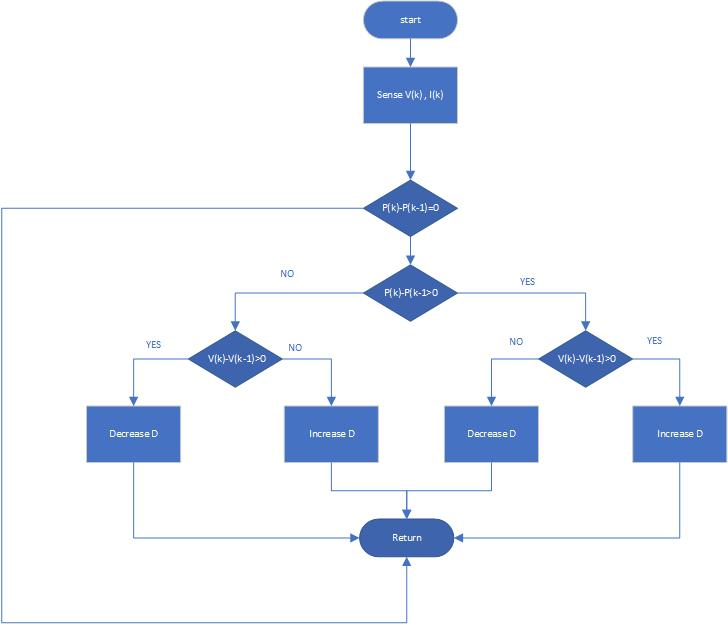 start
Sense V(k) , I(k)
P(k)-P(k-1)=0
P(k)-P(k-1>0
NO
YES
V(k)-V(k-1)>0
V(k)-V(k-1)>0
YES
NO
NO
YES
Decrease D
Increase D
Decrease D
Increase D
Return